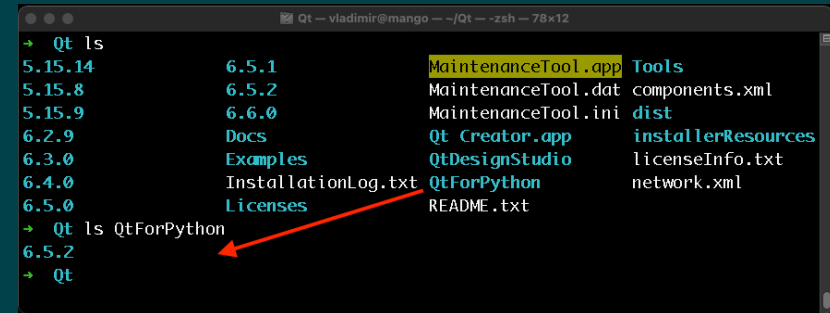 Qt — vladimir@mango — ~/Qt — -zsh — 78×12
→ Qt ls
5.15.14 6.5.1 MaintenanceTool.app Tools
5.15.8 6.5.2 MaintenanceTool.dat components.xml
5.15.9 6.6.0 MaintenanceTool.ini dist
6.2.9 Docs Qt Creator.app installerResources
6.3.0 Examples QtDesignStudio licenseInfo.txt
6.4.0 InstallationLog.txt QtForPython network.xml
6.5.0 Licenses README.txt
→ Qt ls QtForPython
6.5.2
→ Qt